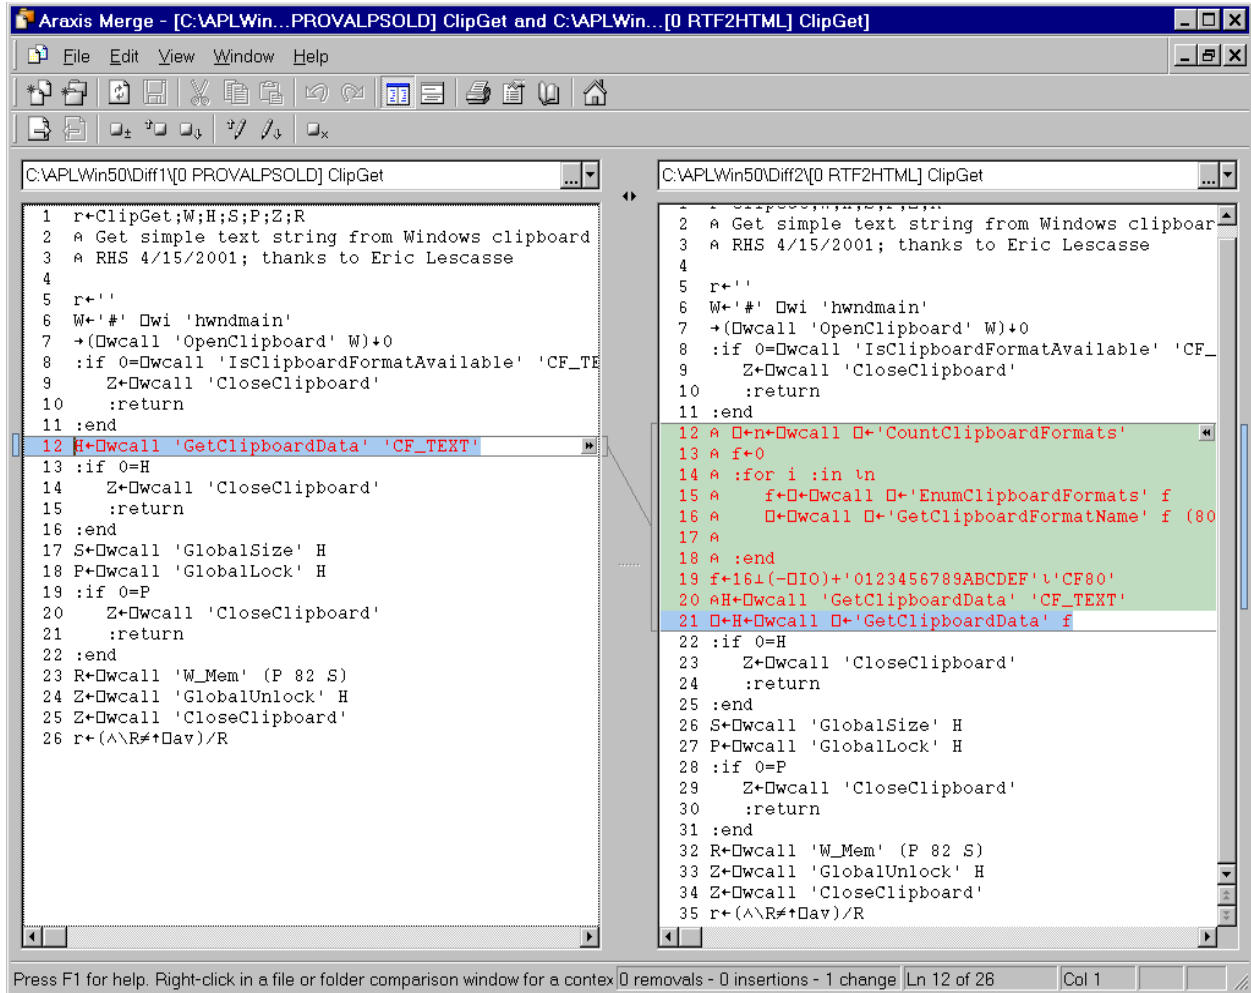 Araxis Merge - [C:\APLWin...PROVALPSOLD] ClipGet and C:\APLWin...[0 RTF2HTML] ClipGet]
File Edit View Window Help
C:\APLWin50\Diff1\[0 PROVALPSOLD] ClipGet
1 r←ClipGet;W;H;S;P;Z;R
2 ⍝ Get simple text string from Windows clipboard
3 ⍝ RHS 4/15/2001; thanks to Eric Lescasse
4
5 r←''
6 W←'#' ⎕wi 'hwndmain'
7 →(⎕wcall 'OpenClipboard' W)↓0
8 :if 0=⎕wcall 'IsClipboardFormatAvailable' 'CF_TE
9 Z←⎕wcall 'CloseClipboard'
10 :return
11 :end
12 H←⎕wcall 'GetClipboardData' 'CF_TEXT'
13 :if 0=H
14 Z←⎕wcall 'CloseClipboard'
15 :return
16 :end
17 S←⎕wcall 'GlobalSize' H
18 P←⎕wcall 'GlobalLock' H
19 :if 0=P
20 Z←⎕wcall 'CloseClipboard'
21 :return
22 :end
23 R←⎕wcall 'W_Mem' (P 82 S)
24 Z←⎕wcall 'GlobalUnlock' H
25 Z←⎕wcall 'CloseClipboard'
26 r←(∧\R≠↑⎕av)/R
C:\APLWin50\Diff2\[0 RTF2HTML] ClipGet
1 r←ClipGet;W;H;S;P;Z;R
2 ⍝ Get simple text string from Windows clipboar
3 ⍝ RHS 4/15/2001; thanks to Eric Lescasse
4
5 r←''
6 W←'#' ⎕wi 'hwndmain'
7 →(⎕wcall 'OpenClipboard' W)↓0
8 :if 0=⎕wcall 'IsClipboardFormatAvailable' 'CF_
9 Z←⎕wcall 'CloseClipboard'
10 :return
11 :end
12 ⍝ ⎕←n←⎕wcall ⎕←'CountClipboardFormats'
13 ⍝ f←0
14 ⍝ :for i :in ⍳n
15 ⍝ f←⎕←⎕wcall ⎕←'EnumClipboardFormats' f
16 ⍝ ⎕←⎕wcall ⎕←'GetClipboardFormatName' f (80
17 ⍝
18 ⍝ :end
19 f←16⊥(-⎕IO)+'0123456789ABCDEF'⍳'CF80'
20 ⍝H←⎕wcall 'GetClipboardData' 'CF_TEXT'
21 ⎕←H←⎕wcall ⎕←'GetClipboardData' f
22 :if 0=H
23 Z←⎕wcall 'CloseClipboard'
24 :return
25 :end
26 S←⎕wcall 'GlobalSize' H
27 P←⎕wcall 'GlobalLock' H
28 :if 0=P
29 Z←⎕wcall 'CloseClipboard'
30 :return
31 :end
32 R←⎕wcall 'W_Mem' (P 82 S)
33 Z←⎕wcall 'GlobalUnlock' H
34 Z←⎕wcall 'CloseClipboard'
35 r←(∧\R≠↑⎕av)/R
Press F1 for help. Right-click in a file or folder comparison window for a contex 0 removals - 0 insertions - 1 change Ln 12 of 26 Col 1